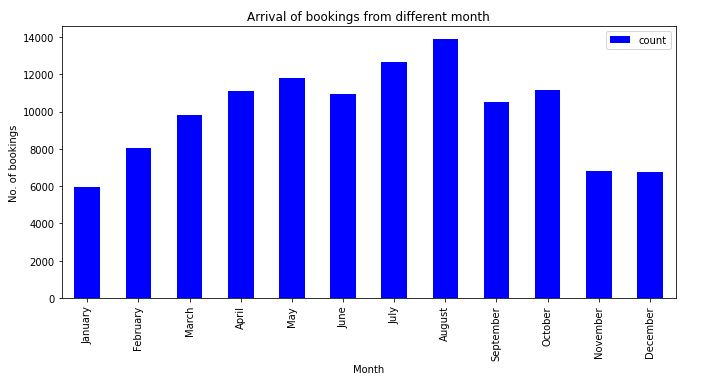 Arrival of bookings from different month
count
No. of bookings
14000
12000
10000
8000
6000
4000
2000
0
January
February
March
April
May
June
July
August
September
October
November
December
Month